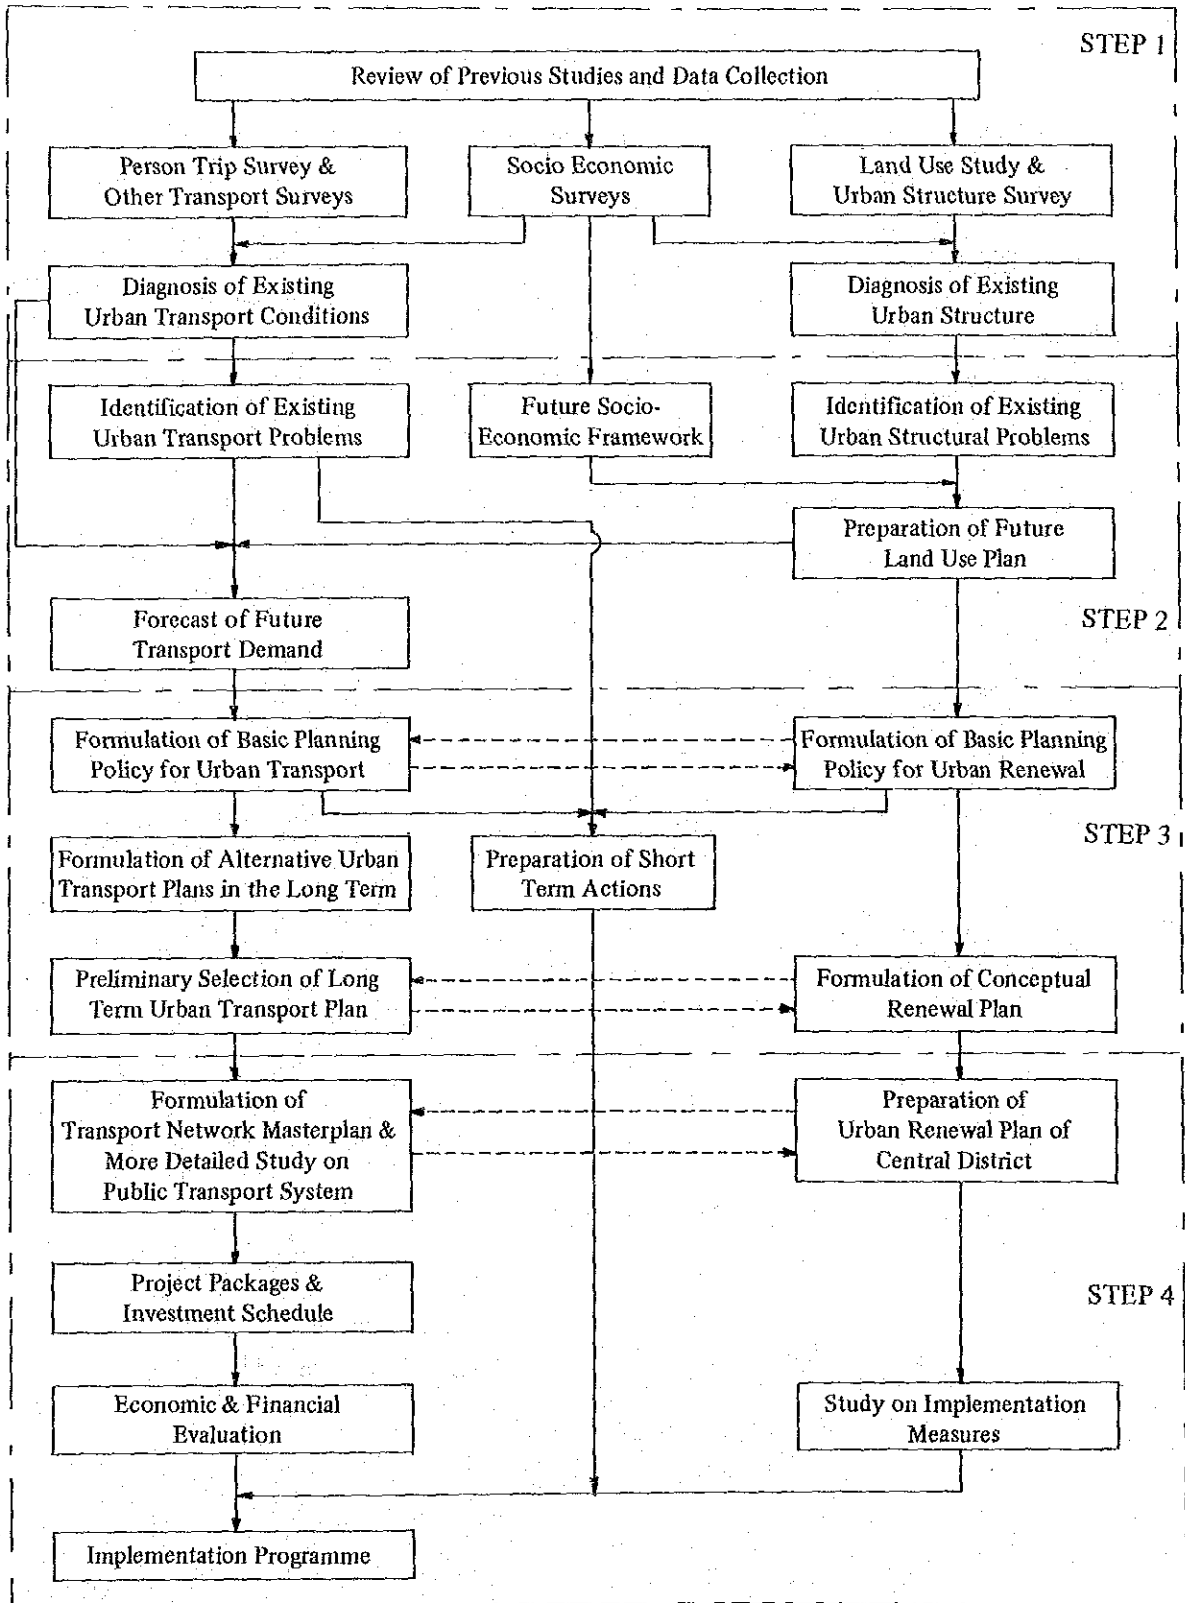 STEP 1
Review of Previous Studies and Data Collection
Person Trip Survey &
Other Transport Surveys
Socio Economic
Surveys
Land Use Study &
Urban Structure Survey
Diagnosis of Existing
Urban Transport Conditions
Diagnosis of Existing
Urban Structure
Identification of Existing
Urban Transport Problems
Future Socio-
Economic Framework
Identification of Existing
Urban Structural Problems
Preparation of Future
Land Use Plan
Forecast of Future
Transport Demand
STEP 2
Formulation of Basic Planning
Policy for Urban Transport
Formulation of Basic Planning
Policy for Urban Renewal
STEP 3
Formulation of Alternative Urban
Transport Plans in the Long Term
Preparation of Short
Term Actions
Preliminary Selection of Long
Term Urban Transport Plan
Formulation of Conceptual
Renewal Plan
Formulation of
Transport Network Masterplan &
More Detailed Study on
Public Transport System
Preparation of
Urban Renewal Plan of
Central District
Project Packages &
Investment Schedule
STEP 4
Economic & Financial
Evaluation
Study on Implementation
Measures
Implementation Programme